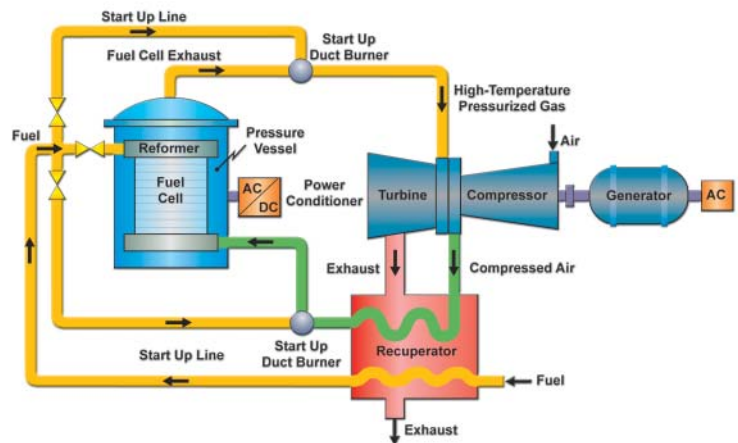 Start Up Line
Fuel Cell Exhaust
Start Up
Duct Burner
High-Temperature
Pressurized Gas
Fuel
Air
Reformer
Pressure
Vessel
Fuel
Cell
AC
DC
Power
Conditioner
Turbine
Compressor
Generator
AC
Exhaust
Compressed Air
Start Up Line
Start Up
Duct Burner
Recuperator
Fuel
Exhaust